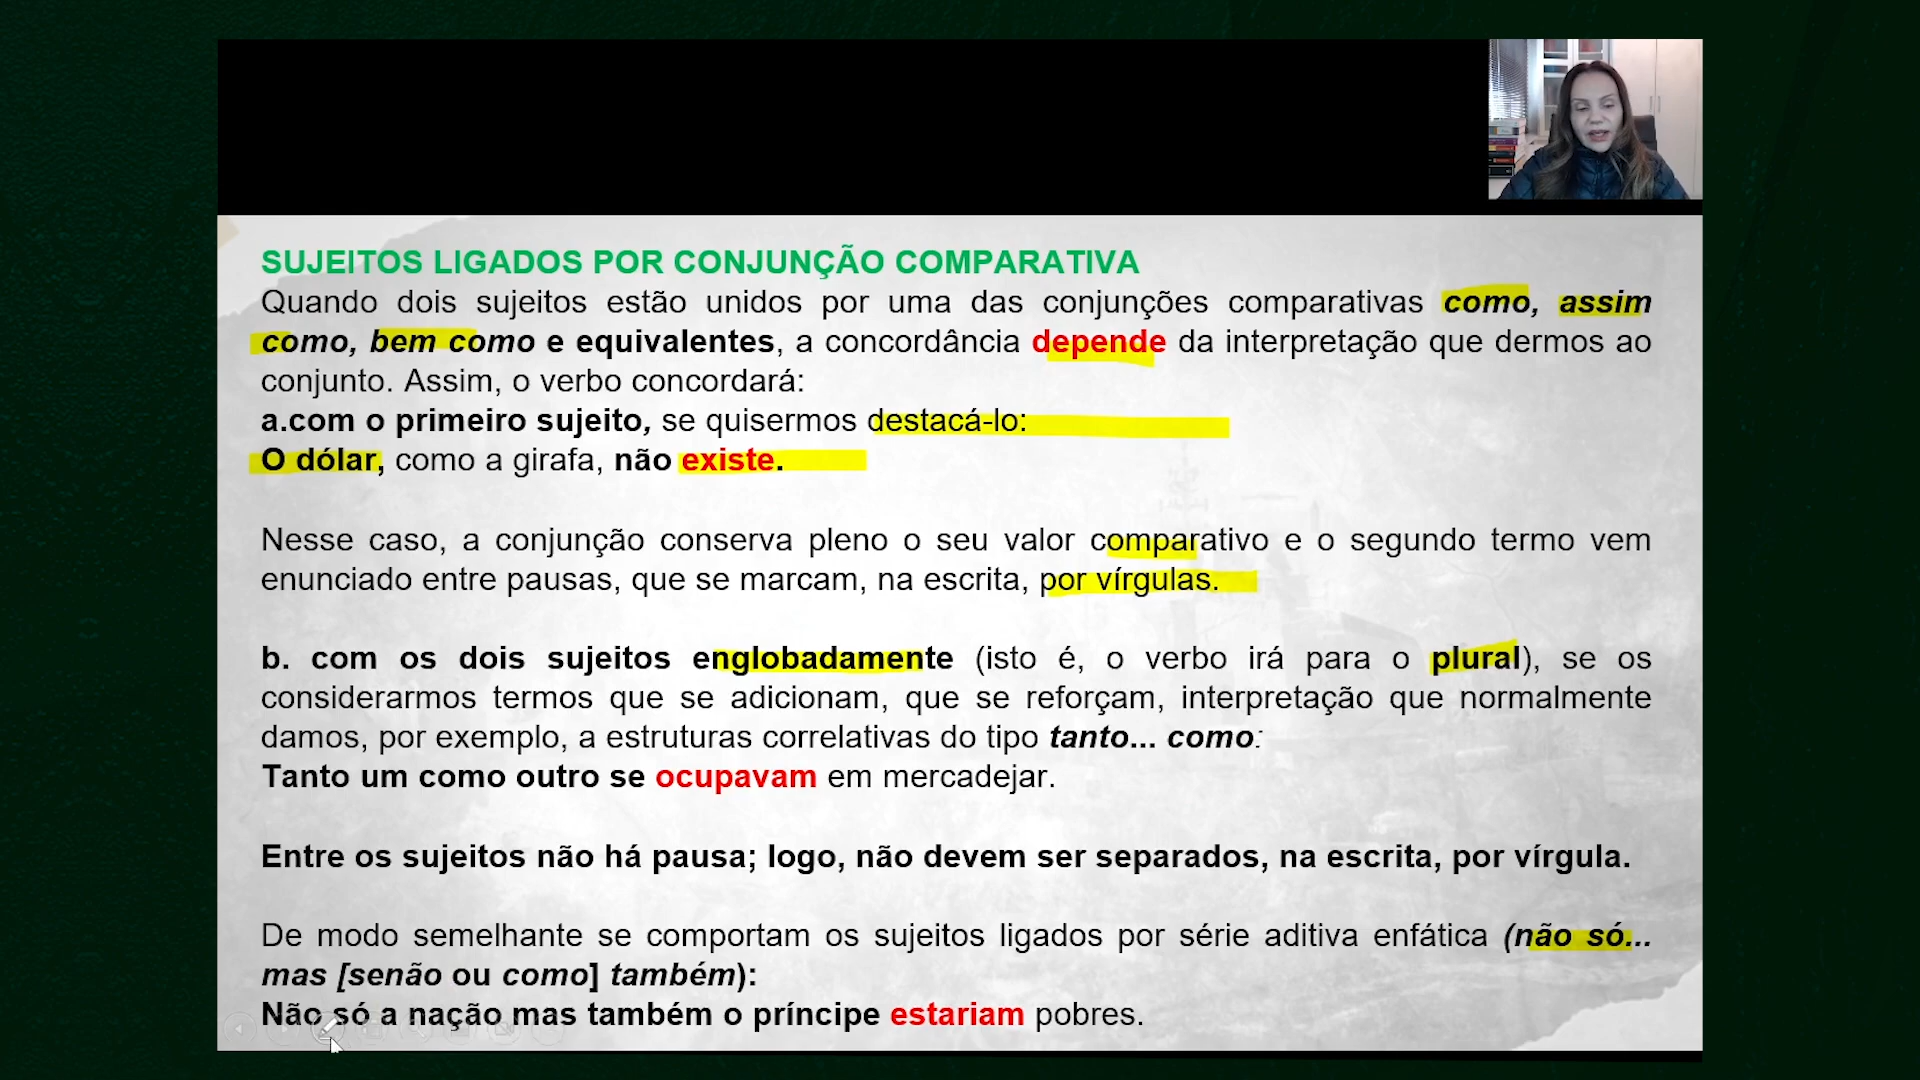 SUJEITOS LIGADOS POR CONJUNÇÃO COMPARATIVA
Quando dois sujeitos estão unidos por uma das conjunções comparativas como, assim
como, bem como e equivalentes, a concordância depende da interpretação que dermos ao
conjunto. Assim, o verbo concordará:
a.com o primeiro sujeito, se quisermos destacá-lo:
O dólar, como a girafa, não existe.
Nesse caso, a conjunção conserva pleno o seu valor comparativo e o segundo termo vem
enunciado entre pausas, que se marcam, na escrita, por vírgulas.
b. com os dois sujeitos englobadamente (isto é, o verbo irá para o plural), se os
considerarmos termos que se adicionam, que se reforçam, interpretação que normalmente
damos, por exemplo, a estruturas correlativas do tipo tanto... como:
Tanto um como outro se ocupavam em mercadejar.
Entre os sujeitos não há pausa; logo, não devem ser separados, na escrita, por vírgula.
De modo semelhante se comportam os sujeitos ligados por série aditiva enfática (não só...
mas [senão ou como] também):
Não só a nação mas também o príncipe estariam pobres.